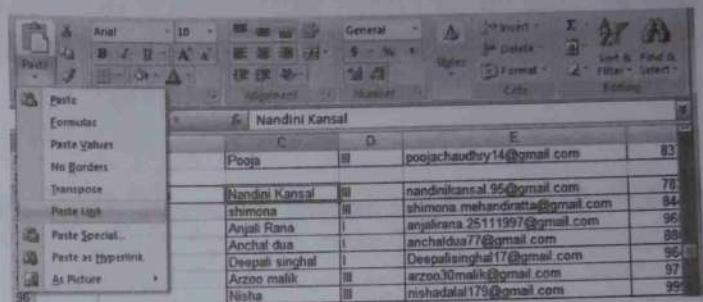 Arial 10 General Insert Σ
Paste B I U A A $ % Styles Delete Sort & Find &
Format Filter Select
Alignment Number Cells Editing
Paste
Formulas fx Nandini Kansal
Paste Values C D E
No Borders Pooja III poojachaudhry14@gmail.com 83
Transpose Nandini Kansal III nandinikansal.95@gmail.com 78
Paste Link shimona III shimona.mehandiratta@gmail.com 84
Paste Special... Anjali Rana I anjalirana.25111997@gmail.com 96
Anchal dua I anchaldua77@gmail.com
Paste as Hyperlink Deepali singhal I Deepalisinghal17@gmail.com 96
As Picture Arzoo malik III arzoo30malik@gmail.com 97
96 Nisha III nishadalal179@gmail.com 99